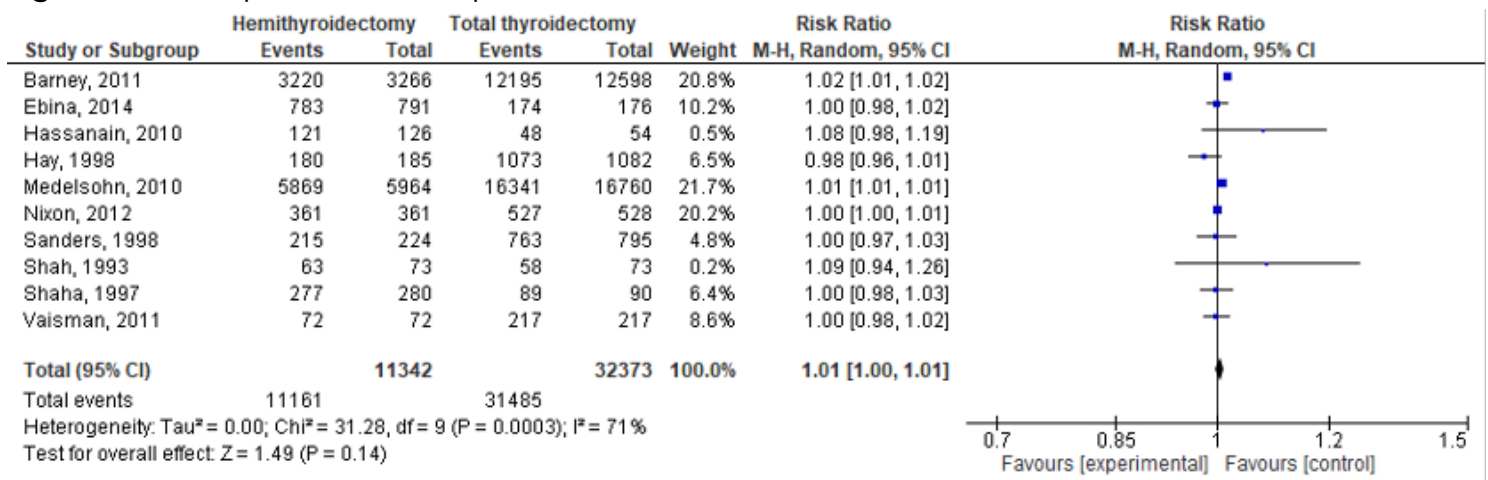 Hemithyroidectomy Total thyroidectomy Risk Ratio Risk Ratio
Study or Subgroup Events Total Events Total Weight M-H, Random, 95% CI M-H, Random, 95% CI
Barney, 2011 3220 3266 12195 12598 20.8% 1.02 [1.01, 1.02]
Ebina, 2014 783 791 174 176 10.2% 1.00 [0.98, 1.02]
Hassanain, 2010 121 126 48 54 0.5% 1.08 [0.98, 1.19]
Hay, 1998 180 185 1073 1082 6.5% 0.98 [0.96, 1.01]
Medelsohn, 2010 5869 5964 16341 16760 21.7% 1.01 [1.01, 1.01]
Nixon, 2012 361 361 527 528 20.2% 1.00 [1.00, 1.01]
Sanders, 1998 215 224 763 795 4.8% 1.00 [0.97, 1.03]
Shah, 1993 63 73 58 73 0.2% 1.09 [0.94, 1.26]
Shaha, 1997 277 280 89 90 6.4% 1.00 [0.98, 1.03]
Vaisman, 2011 72 72 217 217 8.6% 1.00 [0.98, 1.02]
Total (95% CI) 11342 32373 100.0% 1.01 [1.00, 1.01]
Total events 11161 31485
Heterogeneity: Tau² = 0.00; Chi² = 31.28, df = 9 (P = 0.0003); I² = 71%
Test for overall effect: Z = 1.49 (P = 0.14)
0.7 0.85 1 1.2 1.5
Favours [experimental] Favours [control]